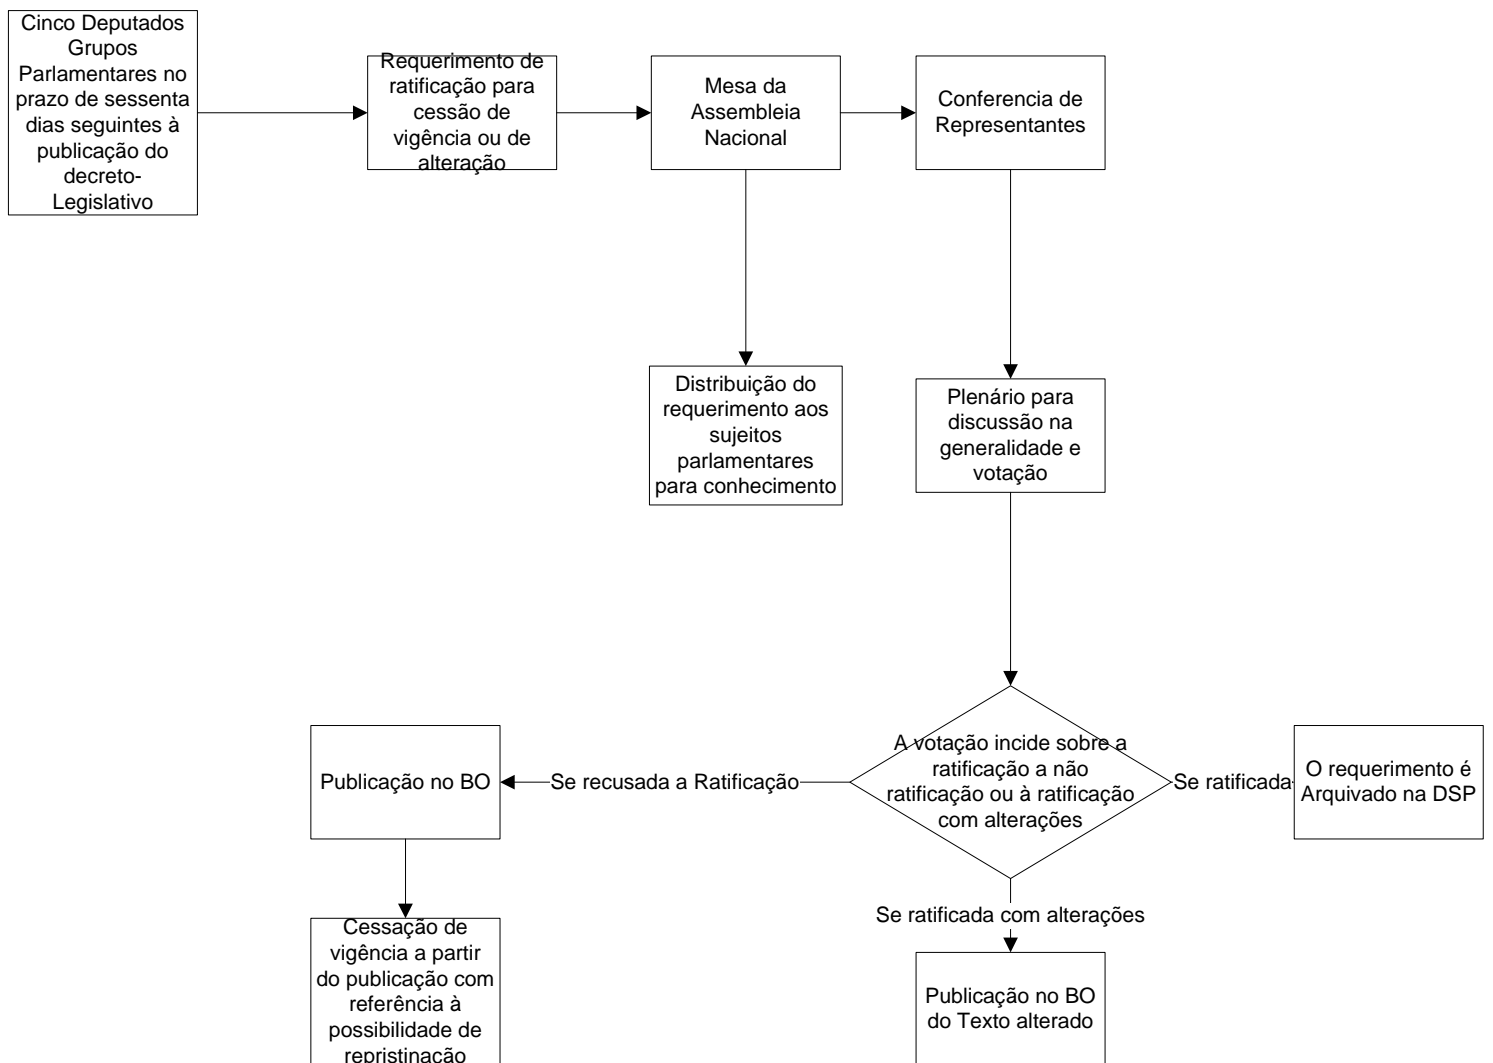 Cinco Deputados
Grupos
Parlamentares no
prazo de sessenta
dias seguintes à
publicação do
decreto-
Legislativo
Requerimento de
ratificação para
cessão de
vigência ou de
alteração
Mesa da
Assembleia
Nacional
Conferencia de
Representantes
Distribuição do
requerimento aos
sujeitos
parlamentares
para conhecimento
Plenário para
discussão na
generalidade e
votação
A votação incide sobre a
ratificação a não
ratificação ou à ratificação
com alterações
Se recusada a Ratificação
Publicação no BO
Se ratificada
O requerimento é
Arquivado na DSP
Se ratificada com alterações
Cessação de
vigência a partir
do publicação com
referência à
possibilidade de
repristinação
Publicação no BO
do Texto alterado